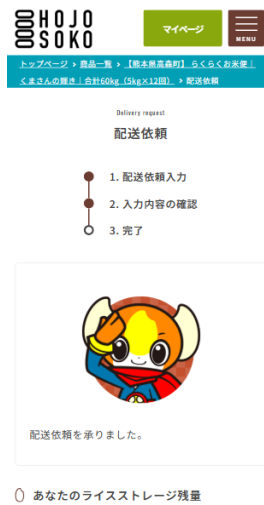 HOJO
SOKO
マイページ
MENU
トップページ > 商品一覧 > 【熊本県高森町】 らくらくお米便｜
くまさんの輝き｜合計60kg（5kg×12回） > 配送依頼
Delivery request
配送依頼
1. 配送依頼入力
2. 入力内容の確認
3. 完了
配送依頼を承りました。
あなたのライスストレージ残量